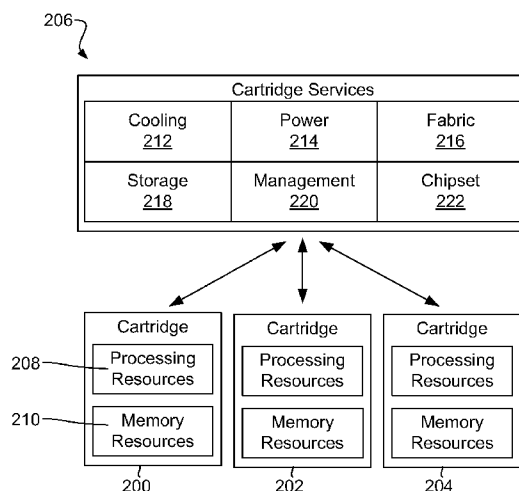 206
Cartridge Services
Cooling
212
Power
214
Fabric
216
Storage
218
Management
220
Chipset
222
Cartridge
Processing
Resources
Memory
Resources
208
210
200
Cartridge
Processing
Resources
Memory
Resources
202
Cartridge
Processing
Resources
Memory
Resources
204